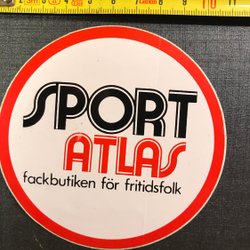 SPORT
ATLAS
fackbutiken för fritidsfolk